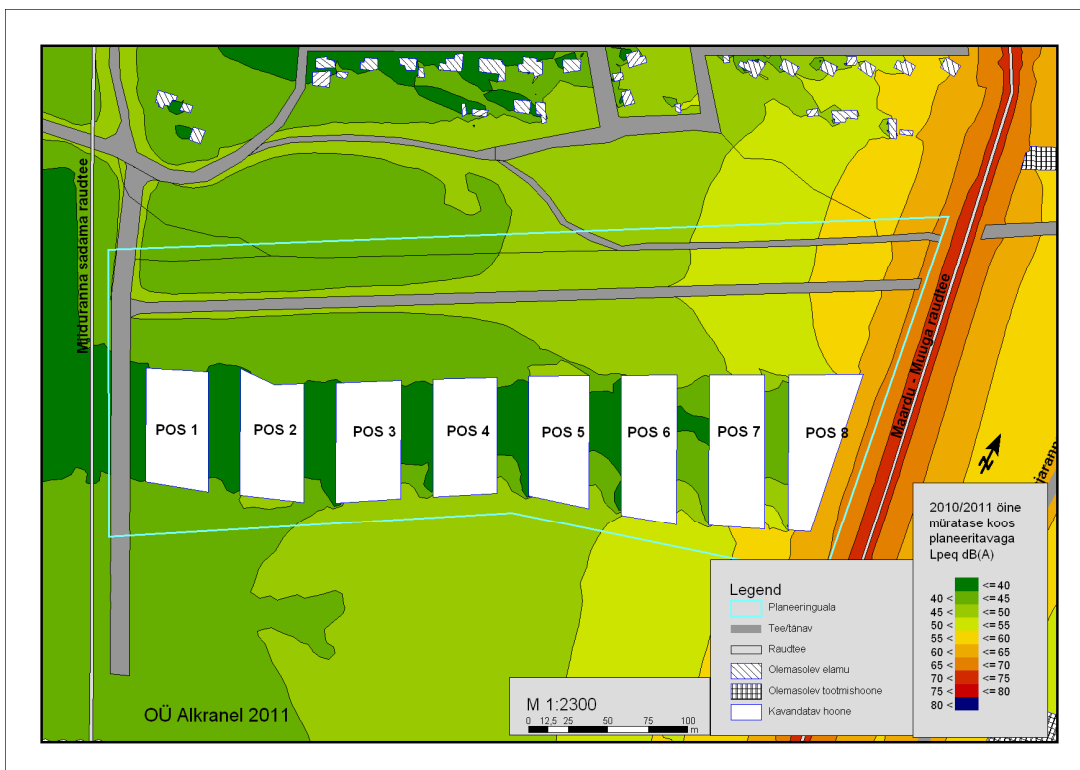 Miiduranna sadama raudtee
Maardu - Muuga raudtee
POS 1
POS 2
POS 3
POS 4
POS 5
POS 6
POS 7
POS 8
N
jarann
2010/2011 öine
müratase koos
planeeritavaga
Lpeq dB(A)
<= 40
40 < <= 45
45 < <= 50
50 < <= 55
55 < <= 60
60 < <= 65
65 < <= 70
70 < <= 75
75 < <= 80
80 <
Legend
Planeeringuala
Tee/tänav
Raudtee
Olemasolev elamu
Olemasolev tootmishoone
Kavandatav hoone
M 1:2300
0 12,5 25 50 75 100
m
OÜ Alkranel 2011